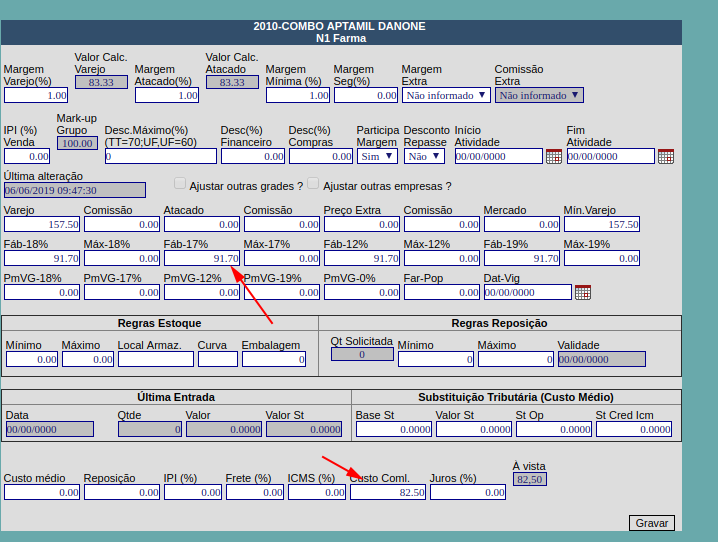 2010-COMBO APTAMIL DANONE
N1 Farma
Margem Varejo(%) Valor Calc. Varejo Margem Atacado(%) Valor Calc. Atacado Margem Mínima (%) Margem Seg(%) Margem Extra Comissão Extra
1.00 83.33 1.00 83.33 1.00 0.00 Não informado Não informado
IPI (%) Venda Mark-up Grupo Desc.Máximo(%) (TT=70;UF,UF=60) Desc(%) Financeiro Desc(%) Compras Participa Margem Desconto Repasse Início Atividade Fim Atividade
0.00 100.00 0 0.00 0.00 Sim Não 00/00/0000 00/00/0000
Última alteração
06/06/2019 09:47:30 Ajustar outras grades ? Ajustar outras empresas ?
Varejo Comissão Atacado Comissão Preço Extra Comissão Mercado Mín.Varejo
157.50 0.00 0.00 0.00 0.00 0.00 0.00 157.50
Fáb-18% Máx-18% Fáb-17% Máx-17% Fáb-12% Máx-12% Fáb-19% Máx-19%
91.70 0.00 91.70 0.00 91.70 0.00 91.70 0.00
PmVG-18% PmVG-17% PmVG-12% PmVG-19% PmVG-0% Far-Pop Dat-Vig
0.00 0.00 0.00 0.00 0.00 0.00 00/00/0000
Regras Estoque Regras Reposição
Mínimo Máximo Local Armaz. Curva Embalagem Qt Solicitada Mínimo Máximo Validade
0.00 0.00 0 0 0 0 00/00/0000
Última Entrada Substituição Tributária (Custo Médio)
Data Qtde Valor Valor St Base St Valor St St Op St Cred Icm
00/00/0000 0 0.0000 0.0000 0.0000 0.0000 0.0000 0.0000
Custo médio Reposição IPI (%) Frete (%) ICMS (%) Custo Coml. Juros (%) À vista
0.00 0.00 0.00 0.00 0.00 82.50 0.00 82,50
Gravar